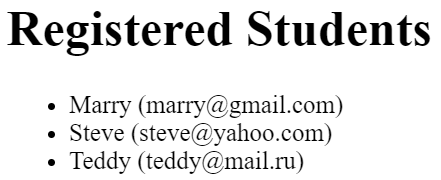 Registered Students
Marry (marry@gmail.com)
Steve (steve@yahoo.com)
Teddy (teddy@mail.ru)